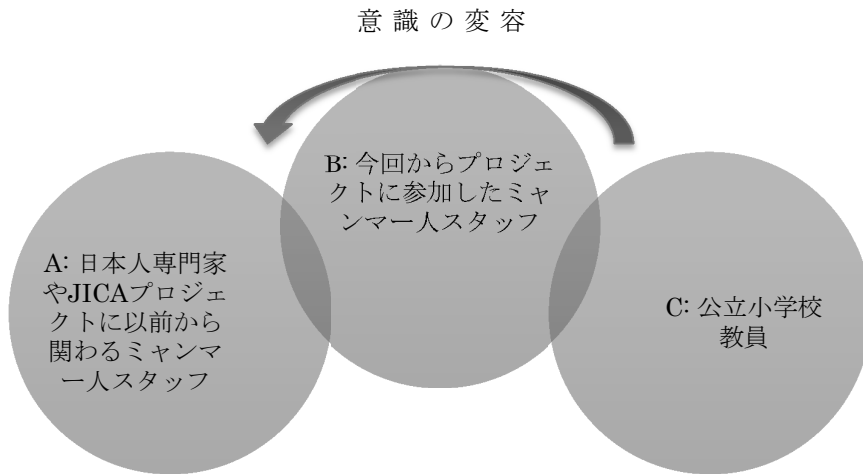 意識の変容
B: 今回からプロジェ
クトに参加したミャ
ンマー人スタッフ
A: 日本人専門家
やJICAプロジェ
クトに以前から
関わるミャンマ
ー人スタッフ
C: 公立小学校
教員